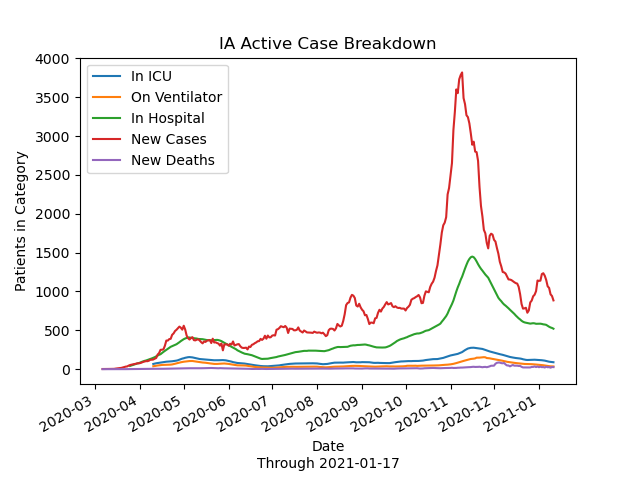 IA Active Case Breakdown
In ICU
On Ventilator
In Hospital
New Cases
New Deaths
4000
3500
3000
2500
2000
1500
1000
500
0
Patients in Category
2020-03
2020-04
2020-05
2020-06
2020-07
2020-08
2020-09
2020-10
2020-11
2020-12
2021-01
Date
Through 2021-01-17